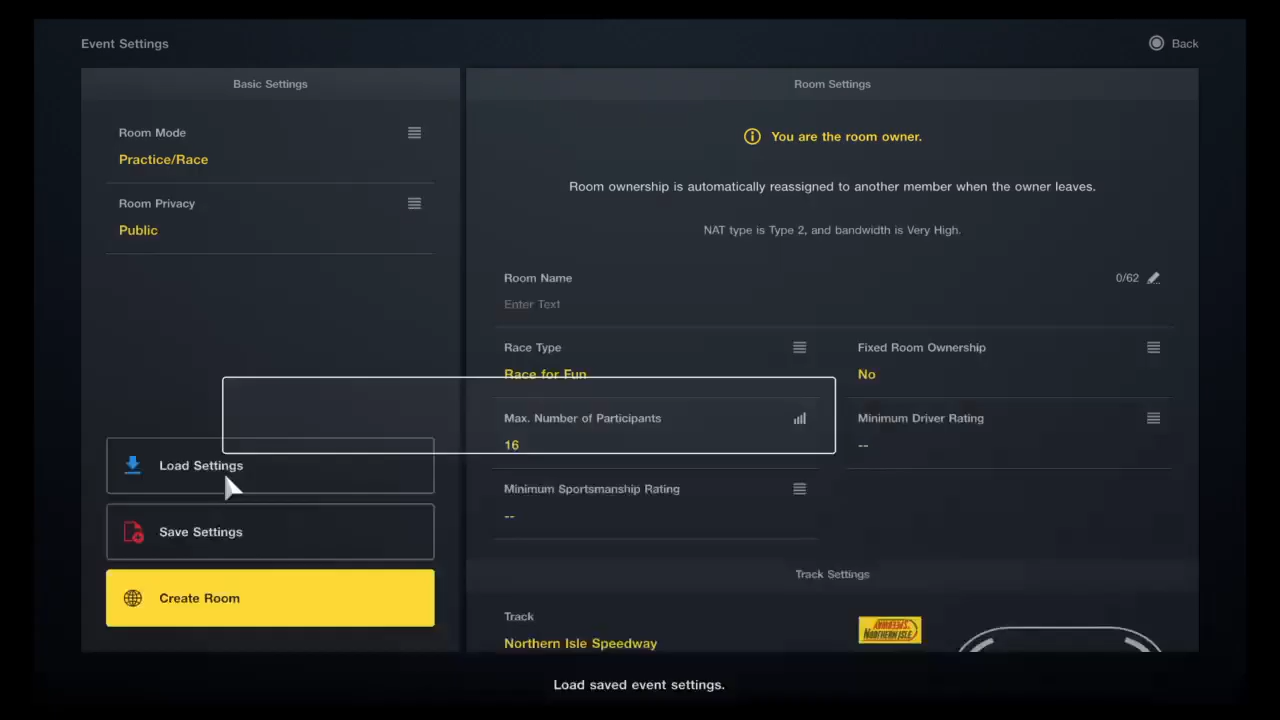 Event Settings
Back
Basic Settings
Room Mode
Practice/Race
Room Privacy
Public
Load Settings
Save Settings
Create Room
Room Settings
You are the room owner.
Room ownership is automatically reassigned to another member when the owner leaves.
NAT type is Type 2, and bandwidth is Very High.
Room Name
0/62
Enter Text
Race Type
Race for Fun
Fixed Room Ownership
No
Max. Number of Participants
16
Minimum Driver Rating
--
Minimum Sportsmanship Rating
--
Track Settings
Track
Northern Isle Speedway
NORTHERN ISLE
Load saved event settings.